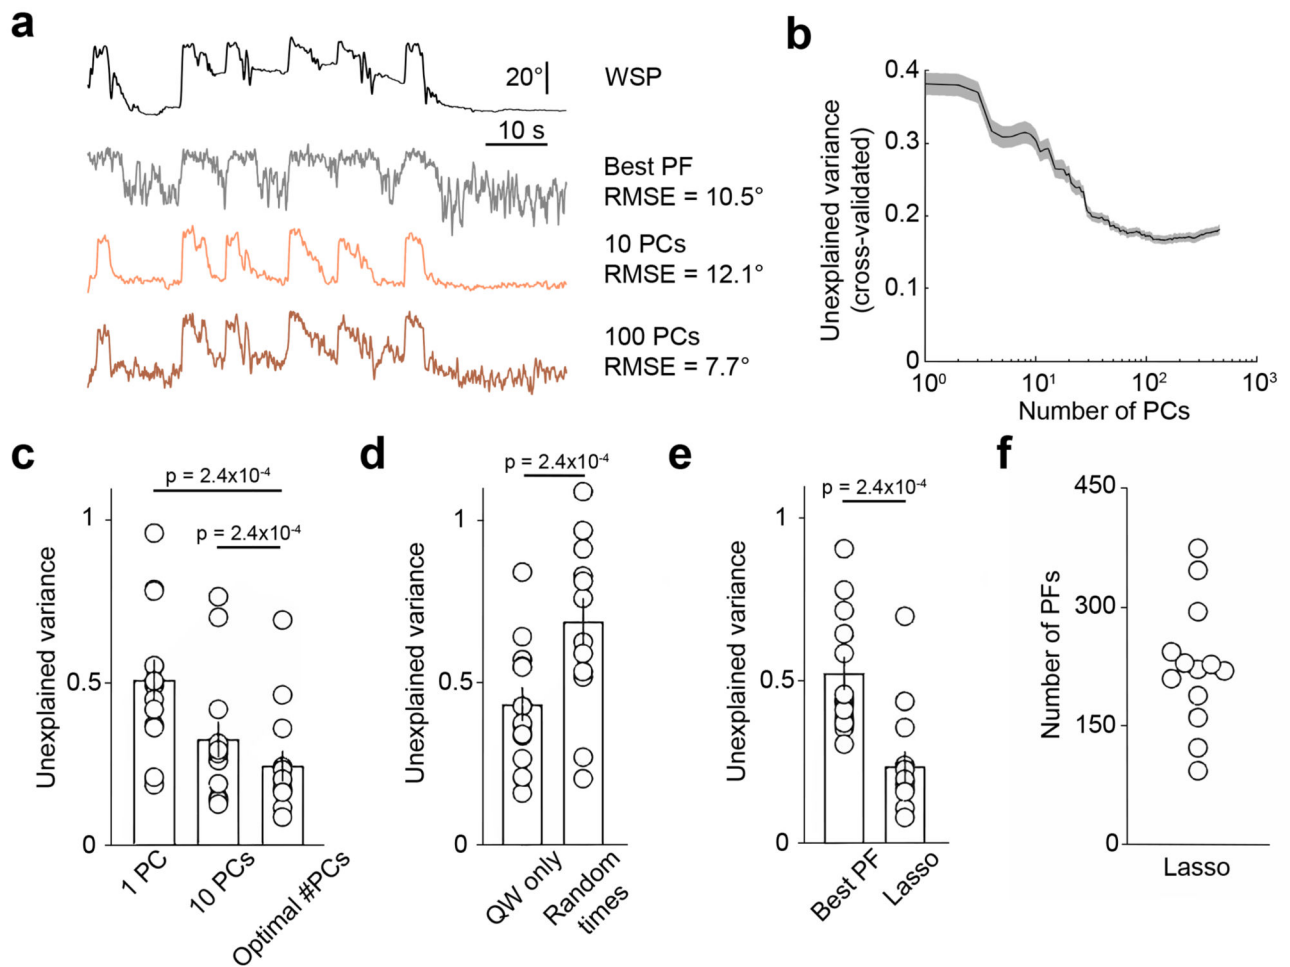 a
20°
WSP
10 s
Best PF
RMSE = 10.5°
10 PCs
RMSE = 12.1°
100 PCs
RMSE = 7.7°
b
Unexplained variance
(cross-validated)
0.4
0.3
0.2
0.1
0
10⁰
10¹
10²
10³
Number of PCs
c
p = 2.4x10⁻⁴
p = 2.4x10⁻⁴
Unexplained variance
1
0.5
0
1 PC
10 PCs
Optimal #PCs
d
p = 2.4x10⁻⁴
Unexplained variance
1
0.5
0
QW only
Random
times
e
p = 2.4x10⁻⁴
Unexplained variance
1
0.5
0
Best PF
Lasso
f
Number of PFs
450
300
150
0
Lasso